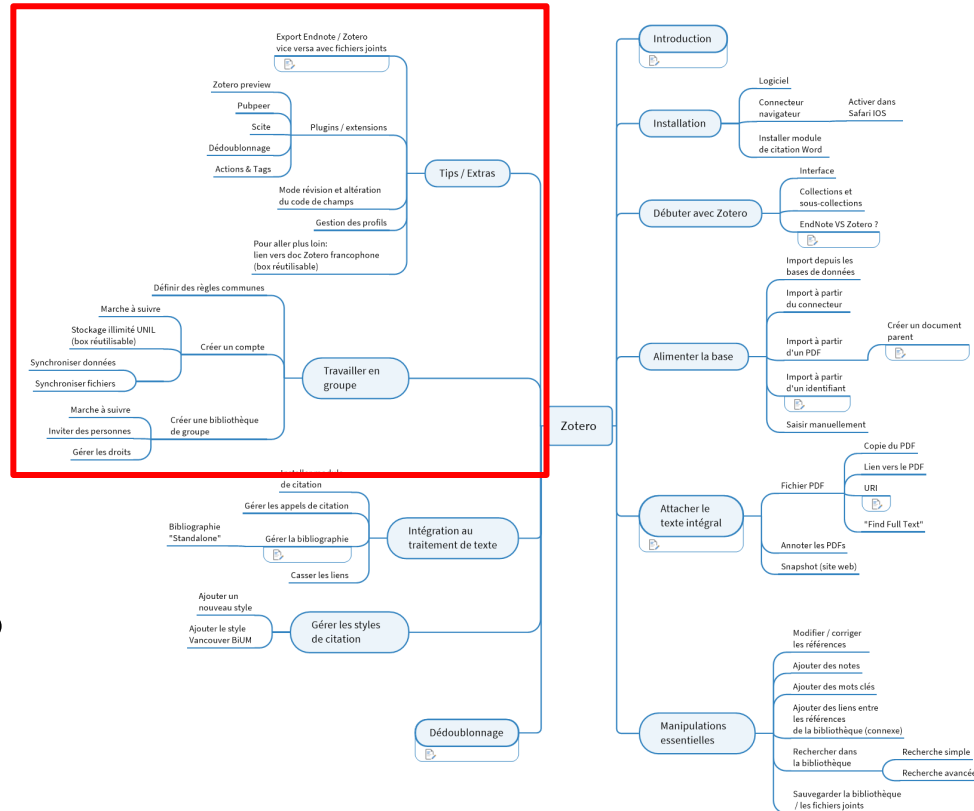 Export Endnote / Zotero
vice versa avec fichiers joints
Zotero preview
Pubpeer
Scite
Dédoublonnage
Actions & Tags
Plugins / extensions
Mode révision et altération
du code de champs
Gestion des profils
Pour aller plus loin:
lien vers doc Zotero francophone
(box réutilisable)
Tips / Extras
Définir des règles communes
Marche à suivre
Stockage illimité UNIL
(box réutilisable)
Synchroniser données
Synchroniser fichiers
Créer un compte
Marche à suivre
Inviter des personnes
Gérer les droits
Créer une bibliothèque
de groupe
Travailler en
groupe
de citation
Gérer les appels de citation
Bibliographie
"Standalone"
Gérer la bibliographie
Casser les liens
Intégration au
traitement de texte
Ajouter un
nouveau style
Ajouter le style
Vancouver BiUM
Gérer les styles
de citation
Dédoublonnage
Zotero
Introduction
Installation
Logiciel
Connecteur
navigateur
Activer dans
Safari IOS
Installer module
de citation Word
Débuter avec Zotero
Interface
Collections et
sous-collections
EndNote VS Zotero ?
Alimenter la base
Import depuis les
bases de données
Import à partir
du connecteur
Import à partir
d'un PDF
Créer un document
parent
Import à partir
d'un identifiant
Saisir manuellement
Attacher le
texte intégral
Fichier PDF
Copie du PDF
Lien vers le PDF
URI
"Find Full Text"
Annoter les PDFs
Snapshot (site web)
Manipulations
essentielles
Modifier / corriger
les références
Ajouter des notes
Ajouter des mots clés
Ajouter des liens entre
les références
de la bibliothèque (connexe)
Rechercher dans
la bibliothèque
Recherche simple
Recherche avancée
Sauvegarder la bibliothèque
/ les fichiers joints